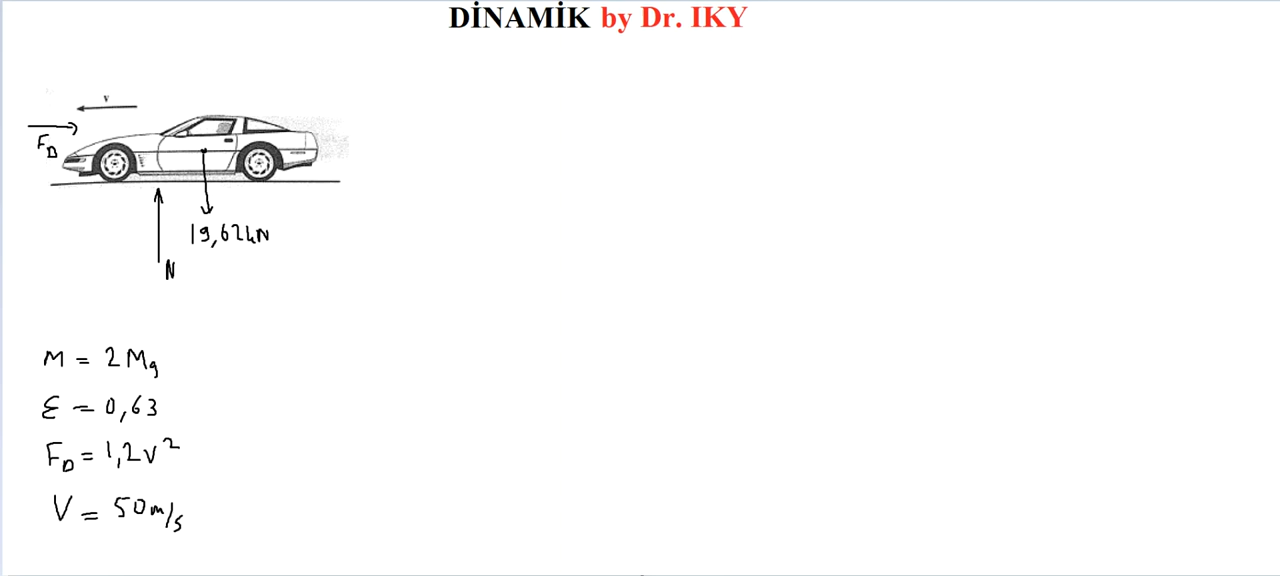 DİNAMİK by Dr. IKY
v
F_D
19,62kN
N
M = 2Mg
ε = 0,63
F_D = 1,2v²
V = 50m/s